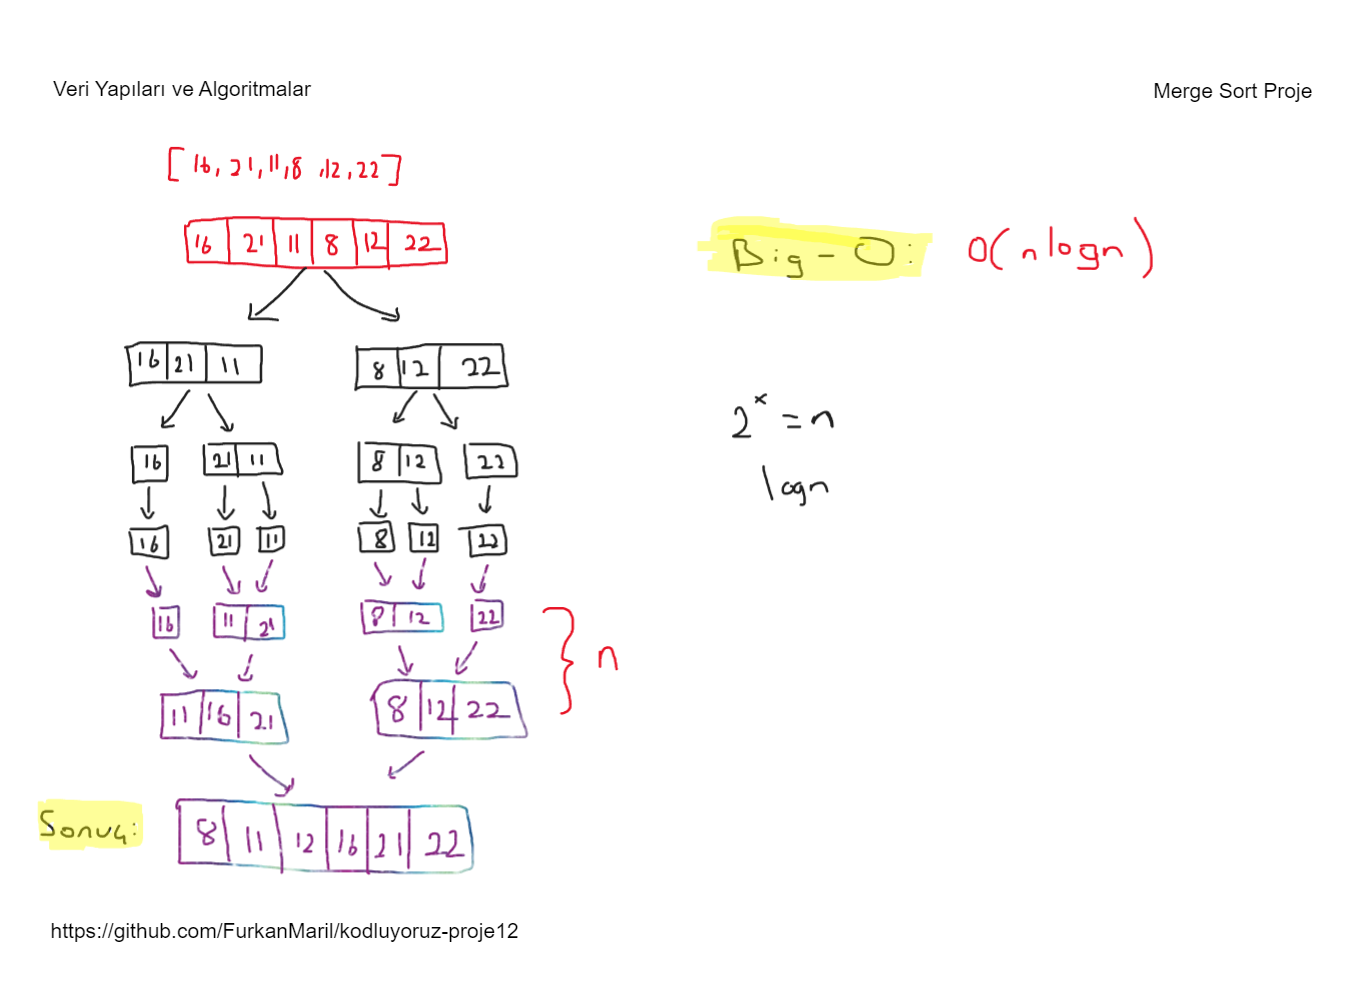 Veri Yapıları ve Algoritmalar
Merge Sort Proje
[16, 21, 11, 8, 12, 22]
16 21 11 8 12 22
Big-O: O(nlogn)
16 21 11 8 12 22
2^x = n
16 21 11 8 12 22
logn
16 21 11 8 12 22
16 11 21 8 12 22
n
11 16 21 8 12 22
Sonuç: 8 11 12 16 21 22
https://github.com/FurkanMaril/kodluyoruz-proje12